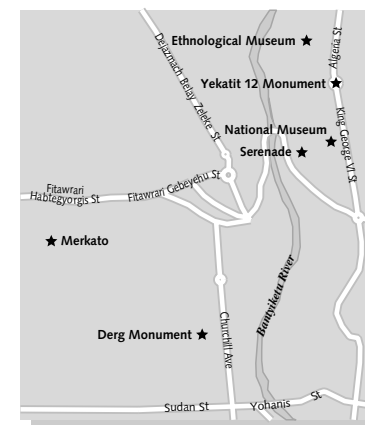 Ethnological Museum
Algeria St
Dejazmach Belay Zeleke St
Yekatit 12 Monument
King George VI St
National Museum
Serenade
Fitawrari
Habtegyorgis St
Fitawrari Gebeyehu St
Merkato
Bantyiketu River
Churchill Ave
Derg Monument
Sudan St
Yohanis St